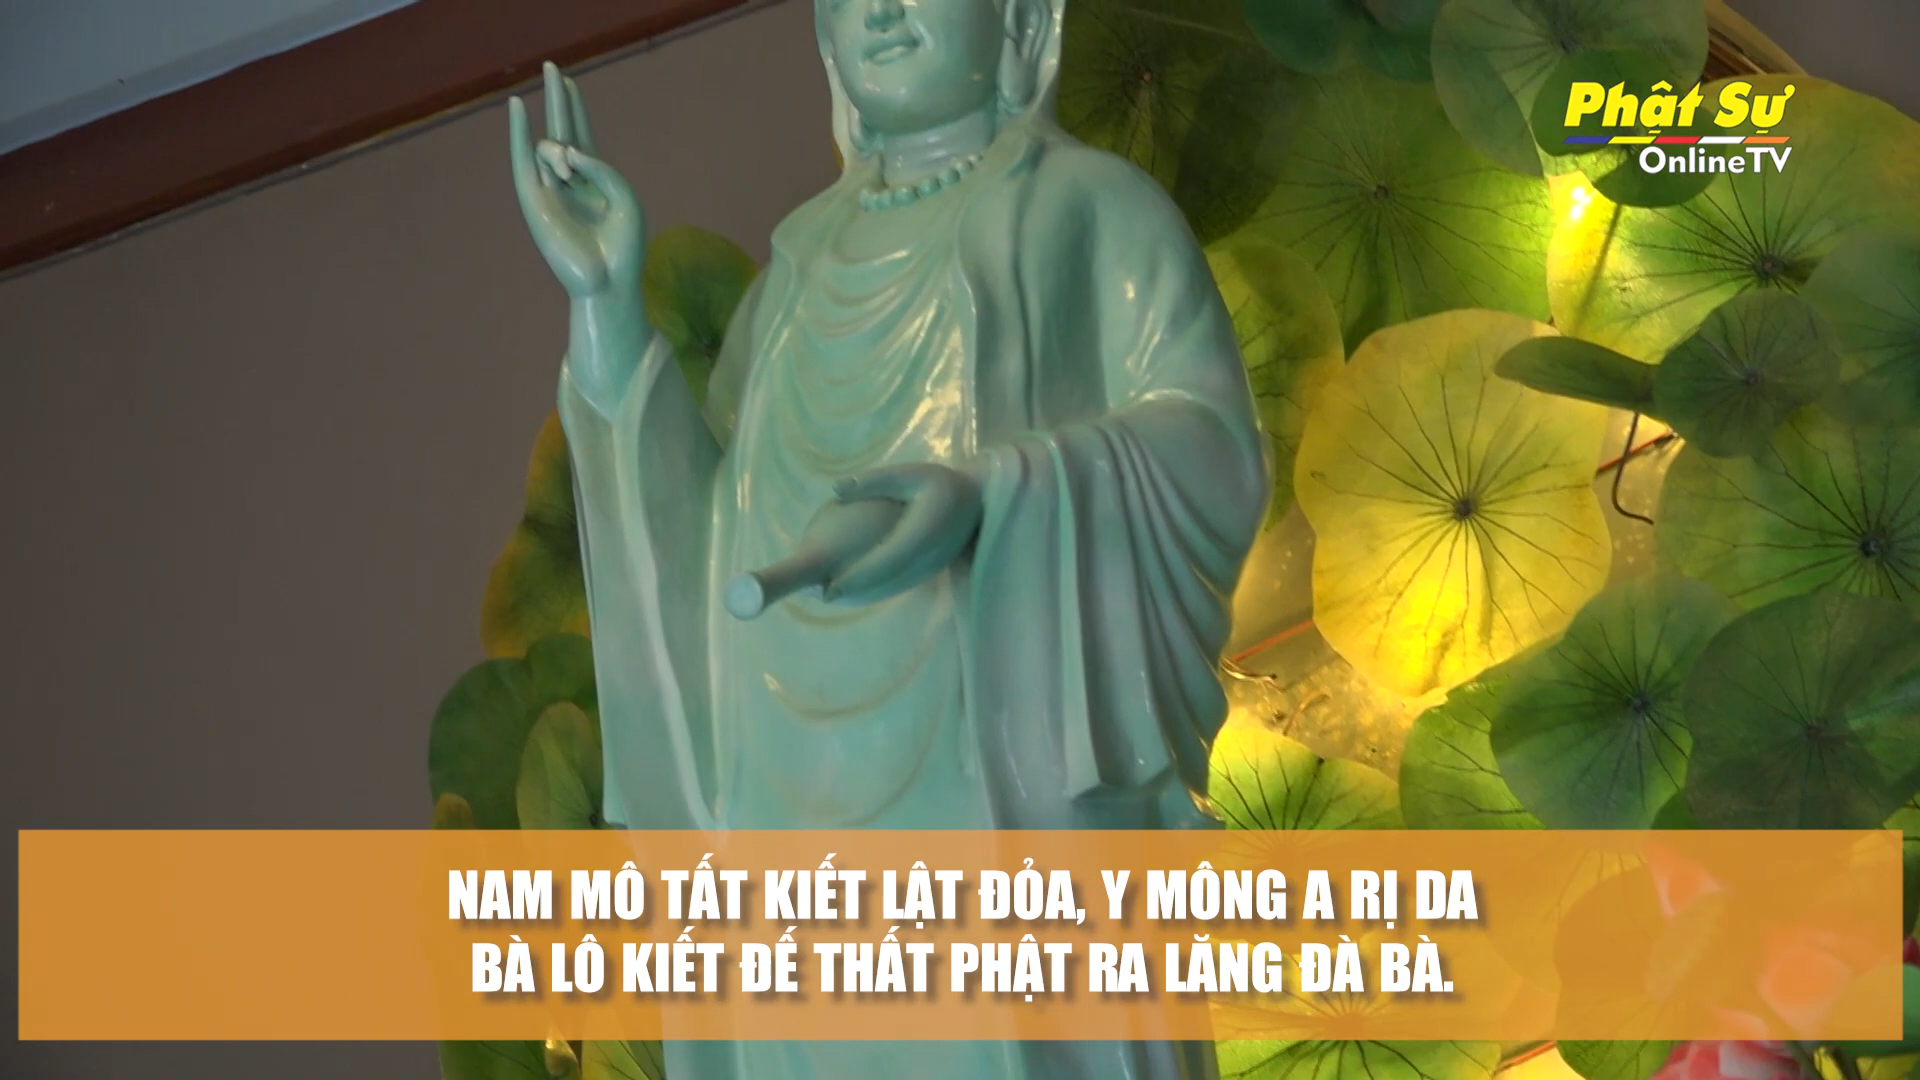 Phật Sự
OnlineTV
NAM MÔ TẤT KIẾT LẬT ĐỎA, Y MÔNG A RỊ DA
BÀ LÔ KIẾT ĐẾ THẤT PHẬT RA LĂNG ĐÀ BÀ.